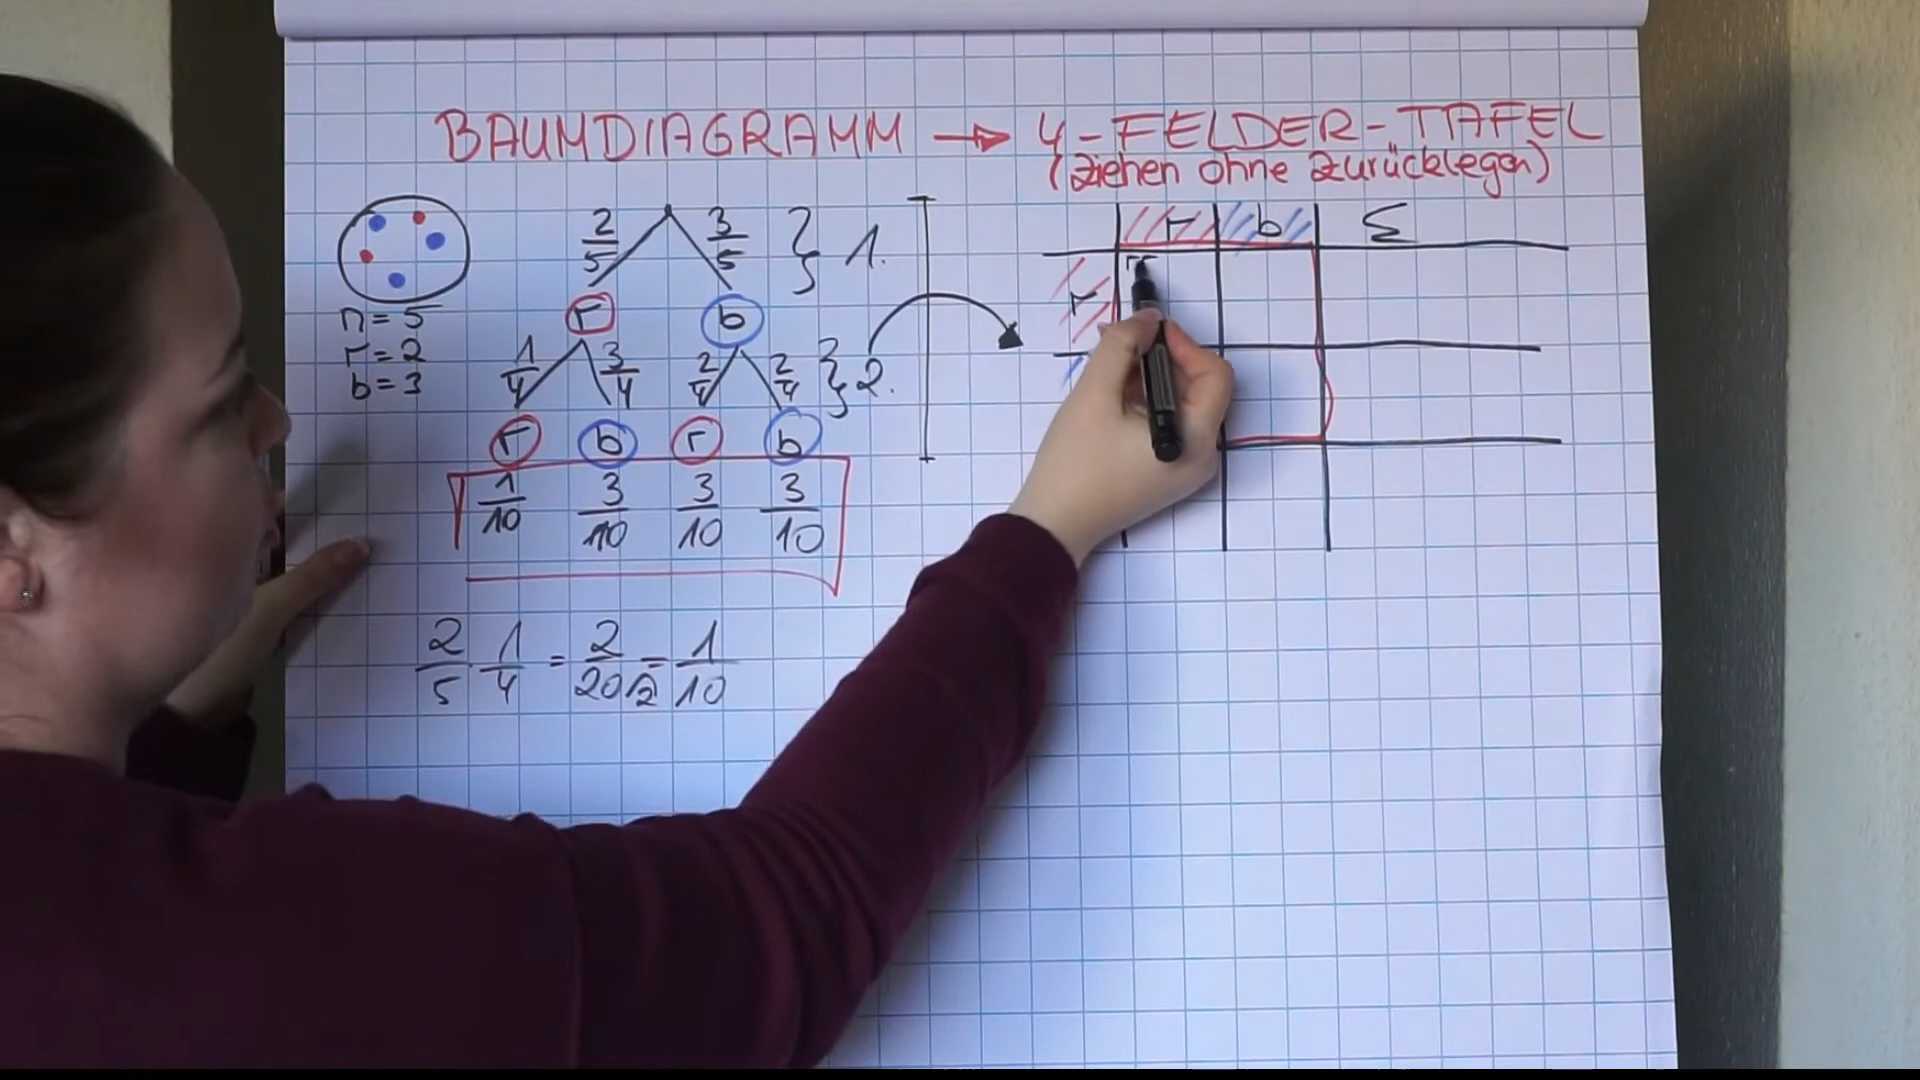 BAUMDIAGRAMM → 4-FELDER-TAFEL
(ziehen ohne Zurücklegen)
n = 5
r = 2
b = 3
2/5 3/5 } 1.
r b
1/4 3/4 2/4 2/4 } 2.
r b r b
1/10 3/10 3/10 3/10
2/5 · 1/4 = 2/20 = 1/10
2
r b Σ
r
r